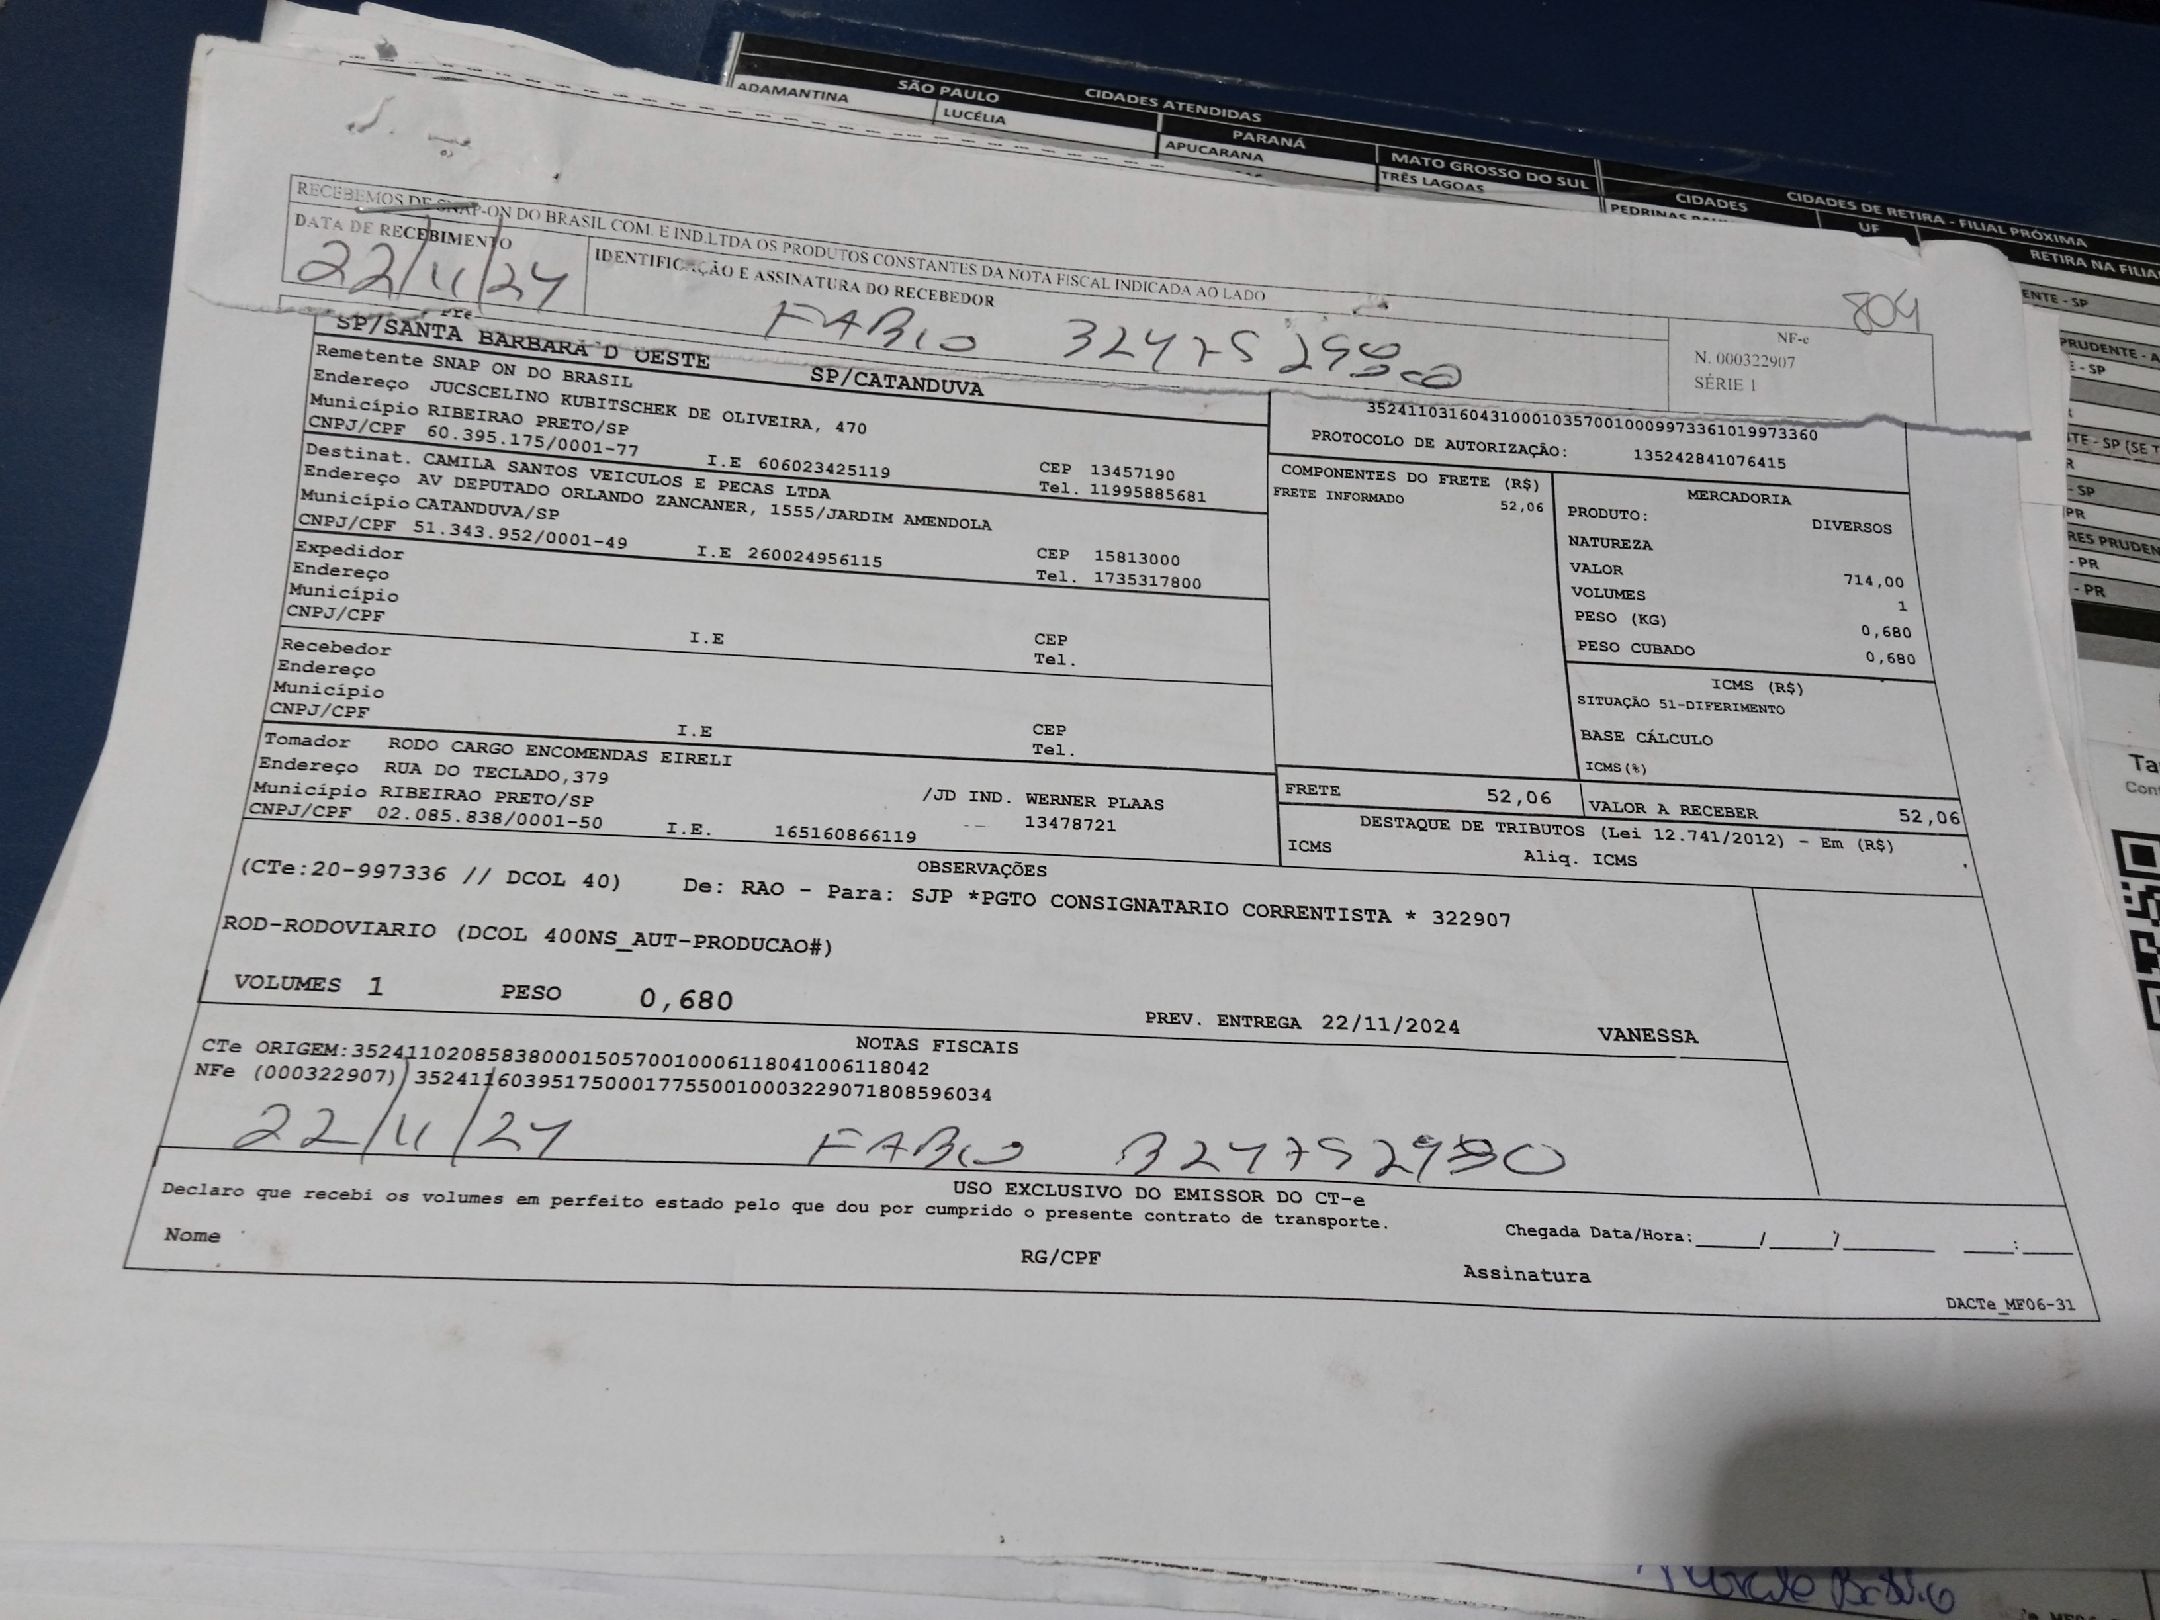 SÃO PAULO CIDADES ATENDIDAS
ADAMANTINA LUCÉLIA PARANÁ
APUCARANA MATO GROSSO DO SUL
TRÊS LAGOAS CIDADES CIDADES DE RETIRA - FILIAL PRÓXIMA
UF RETIRA NA FILIA
RECEBEMOS DE SNAP-ON DO BRASIL COM. E IND.LTDA OS PRODUTOS CONSTANTES DA NOTA FISCAL INDICADA AO LADO
DATA DE RECEBIMENTO IDENTIFICAÇÃO E ASSINATURA DO RECEBEDOR
804
22/11/24 FABIO
NF-e
N. 000322907
SÉRIE 1
SP/SANTA BARBARA D OESTE SP/CATANDUVA
Remetente SNAP ON DO BRASIL
Endereço JUCSCELINO KUBITSCHEK DE OLIVEIRA, 470
Município RIBEIRAO PRETO/SP CEP 13457190
CNPJ/CPF 60.395.175/0001-77 I.E 606023425119 Tel. 11995885681
Destinat. CAMILA SANTOS VEICULOS E PECAS LTDA
Endereço AV DEPUTADO ORLANDO ZANCANER, 1555/JARDIM AMENDOLA
Município CATANDUVA/SP CEP 15813000
CNPJ/CPF 51.343.952/0001-49 I.E 260024956115 Tel. 1735317800
Expedidor
Endereço
Município CEP
CNPJ/CPF I.E Tel.
Recebedor
Endereço
Município CEP
CNPJ/CPF I.E Tel.
Tomador RODO CARGO ENCOMENDAS EIRELI
Endereço RUA DO TECLADO,379 /JD IND. WERNER PLAAS
Município RIBEIRAO PRETO/SP 13478721
CNPJ/CPF 02.085.838/0001-50 I.E. 165160866119
35241103160431000103570010009973361019973360
PROTOCOLO DE AUTORIZAÇÃO: 135242841076415
COMPONENTES DO FRETE (R$) MERCADORIA
FRETE INFORMADO 52,06
PRODUTO: DIVERSOS
NATUREZA
VALOR 714,00
VOLUMES 1
PESO (KG) 0,680
PESO CUBADO 0,680
ICMS (R$)
SITUAÇÃO 51-DIFERIMENTO
BASE CÁLCULO
ICMS(%)
FRETE 52,06 VALOR A RECEBER 52,06
DESTAQUE DE TRIBUTOS (Lei 12.741/2012) - Em (R$)
ICMS Aliq. ICMS
OBSERVAÇÕES
(CTe:20-997336 // DCOL 40) De: RAO - Para: SJP *PGTO CONSIGNATARIO CORRENTISTA * 322907
ROD-RODOVIARIO (DCOL 400NS_AUT-PRODUCAO#)
VOLUMES 1 PESO 0,680 PREV. ENTREGA 22/11/2024 VANESSA
NOTAS FISCAIS
CTe ORIGEM:35241102085838000150570010006118041006118042
NFe (000322907) 35241160395175000177550010003229071808596034
22/11/24 FABIO
USO EXCLUSIVO DO EMISSOR DO CT-e
Declaro que recebi os volumes em perfeito estado pelo que dou por cumprido o presente contrato de transporte. Chegada Data/Hora:_____/_____/_______ ____:____
Nome RG/CPF Assinatura
DACTe_MF06-31